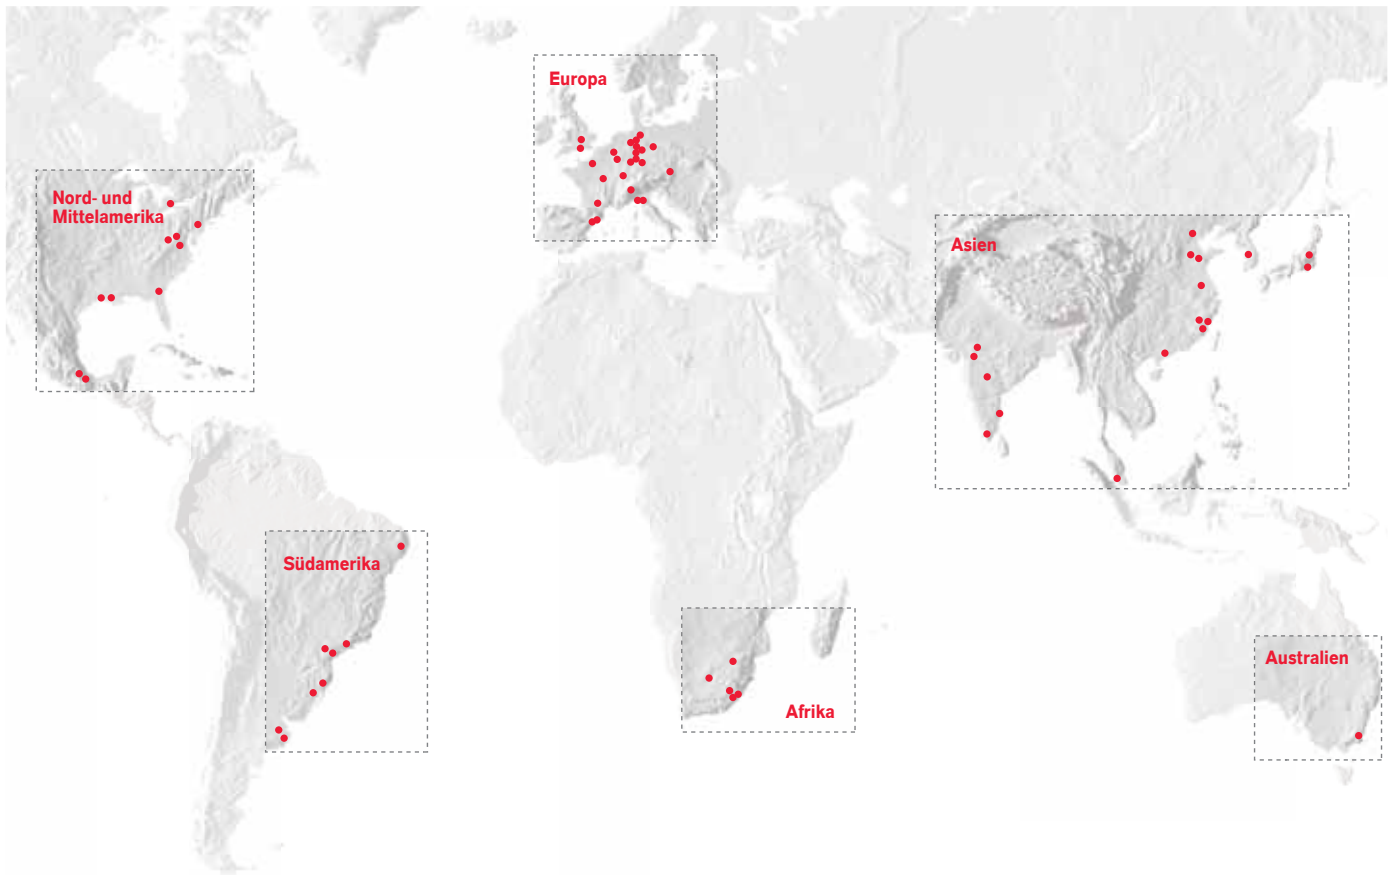 Europa
Nord- und
Mittelamerika
Asien
Südamerika
Australien
Afrika